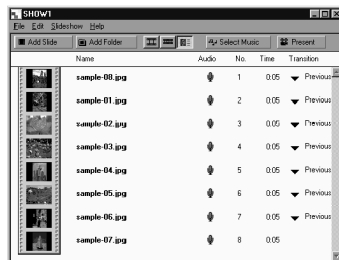 SHOW1
File Edit Slideshow Help
Add Slide Add Folder Select Music Present
Name Audio No. Time Transition
sample-08.jpg 1 0:05 Previous
sample-01.jpg 2 0:05 Previous
sample-02.jpg 3 0:05 Previous
sample-03.jpg 4 0:05 Previous
sample-04.jpg 5 0:05 Previous
sample-05.jpg 6 0:05 Previous
sample-06.jpg 7 0:05 Previous
sample-07.jpg 8 0:05